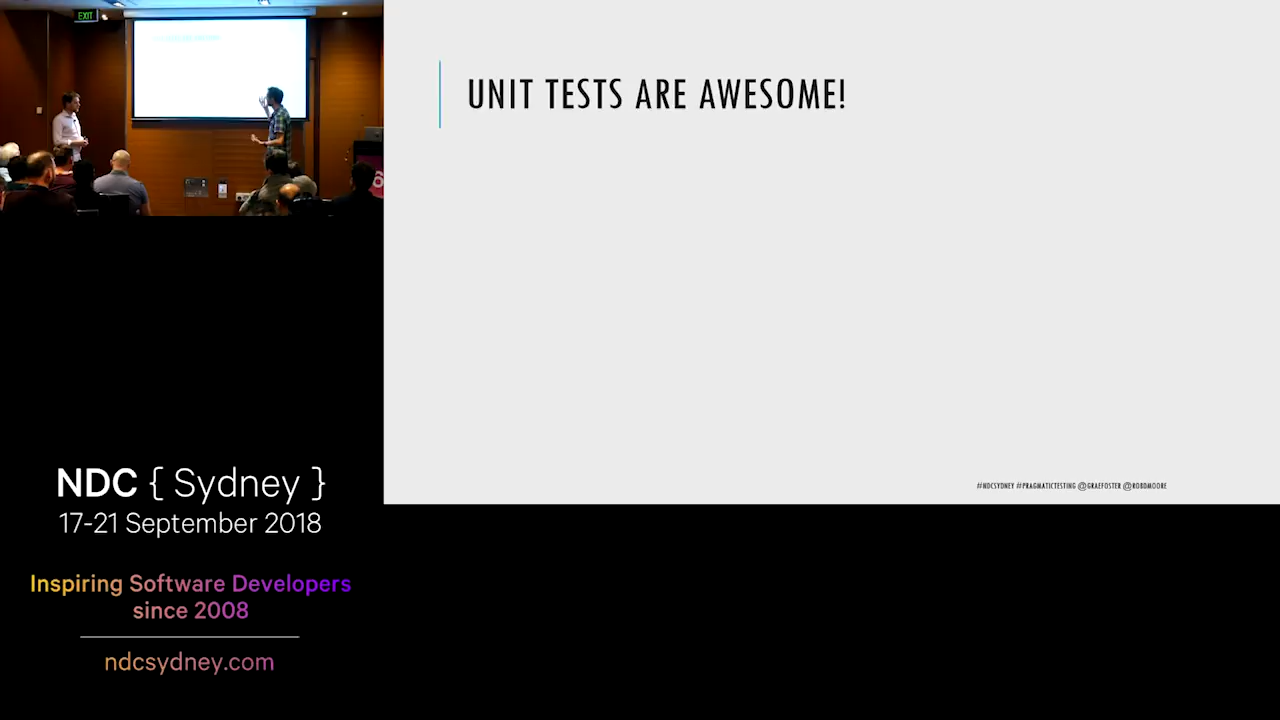 EXIT
UNIT TESTS ARE AWESOME!
#NDCSYDNEY #PRAGMATICTESTING @GRAEFOSTER @ROBDMOORE
NDC { Sydney }
17-21 September 2018
Inspiring Software Developers
since 2008
ndcsydney.com